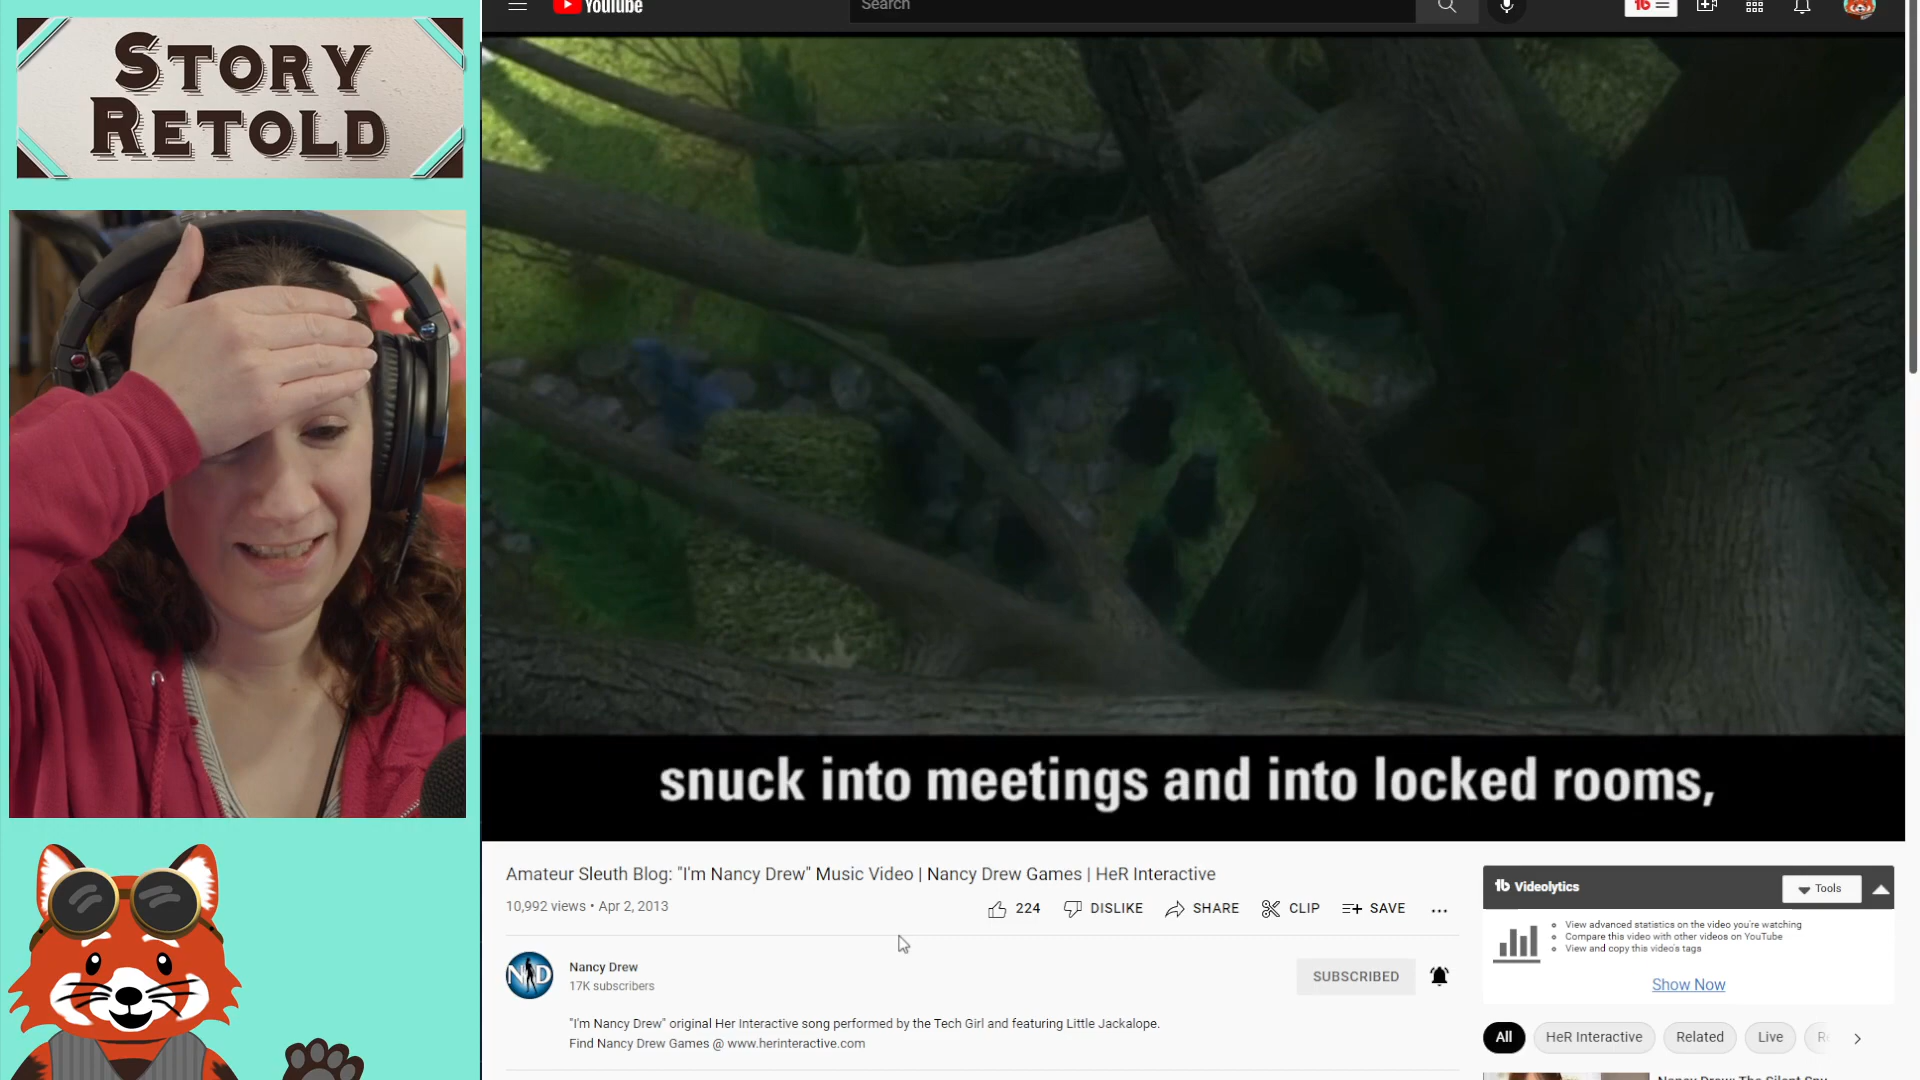 STORY
RETOLD
YouTube
Search
snuck into meetings and into locked rooms,
Amateur Sleuth Blog: "I'm Nancy Drew" Music Video | Nancy Drew Games | HeR Interactive
10,992 views • Apr 2, 2013
224
DISLIKE
SHARE
CLIP
SAVE
ND
Nancy Drew
17K subscribers
SUBSCRIBED
"I'm Nancy Drew" original Her Interactive song performed by the Tech Girl and featuring Little Jackalope.
Find Nancy Drew Games @ www.herinteractive.com
Videolytics
Tools
View advanced statistics on the video you're watching
Compare this video with other videos on YouTube
View and copy this video's tags
Show Now
All
HeR Interactive
Related
Live